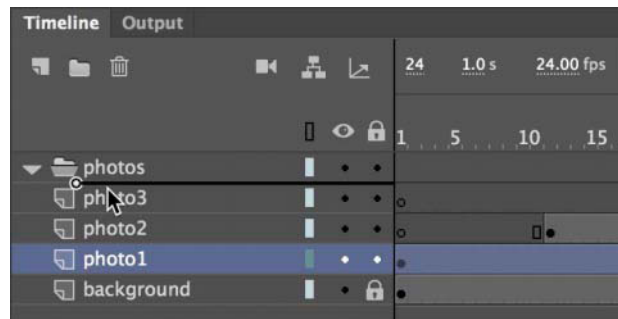 Timeline Output
24 1.0 s 24.00 fps
1 5 10 15
photos
photo3
photo2
photo1
background